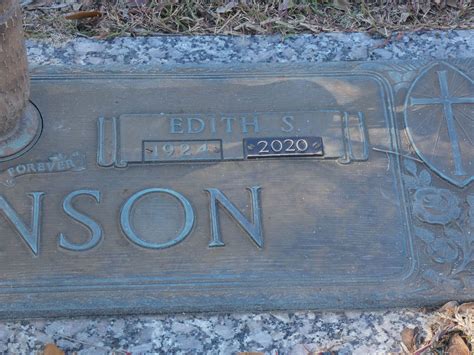 EDITH S.
1924 2020
FOREVER
NSON